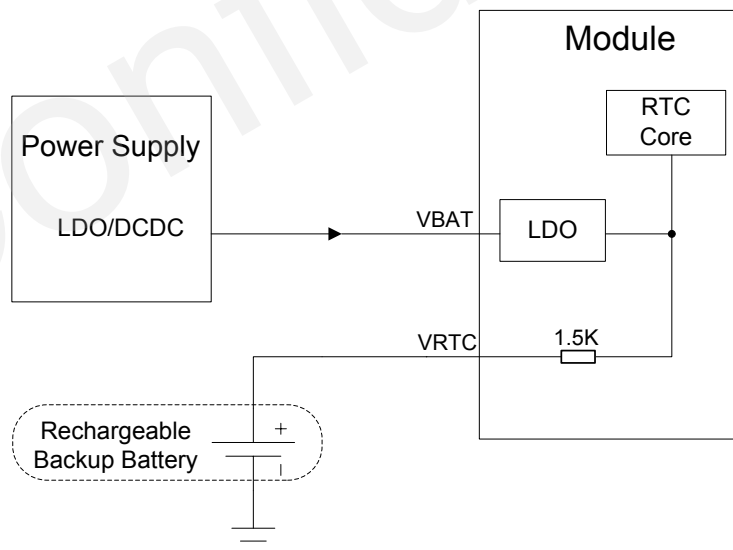 Module
RTC
Core
Power Supply
LDO/DCDC
VBAT
LDO
VRTC
1.5K
Rechargeable
Backup Battery
+
-